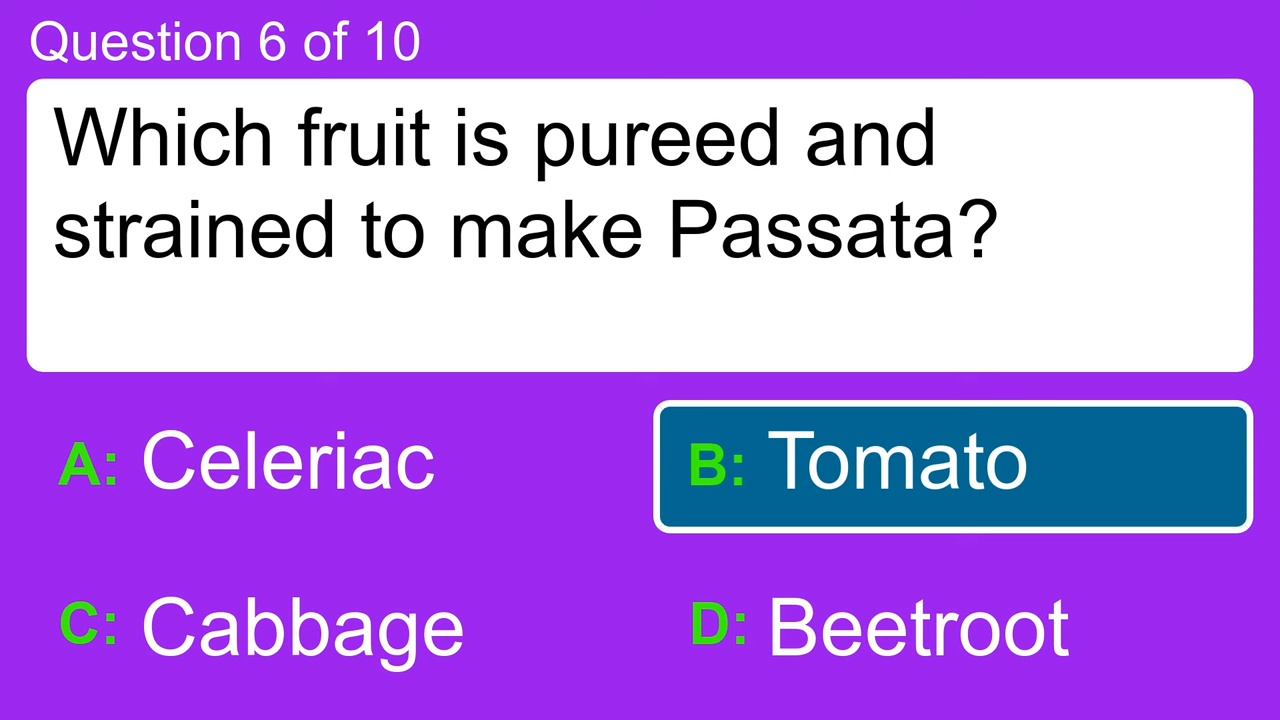 Question 6 of 10
Which fruit is pureed and
strained to make Passata?
A: Celeriac
B: Tomato
C: Cabbage
D: Beetroot